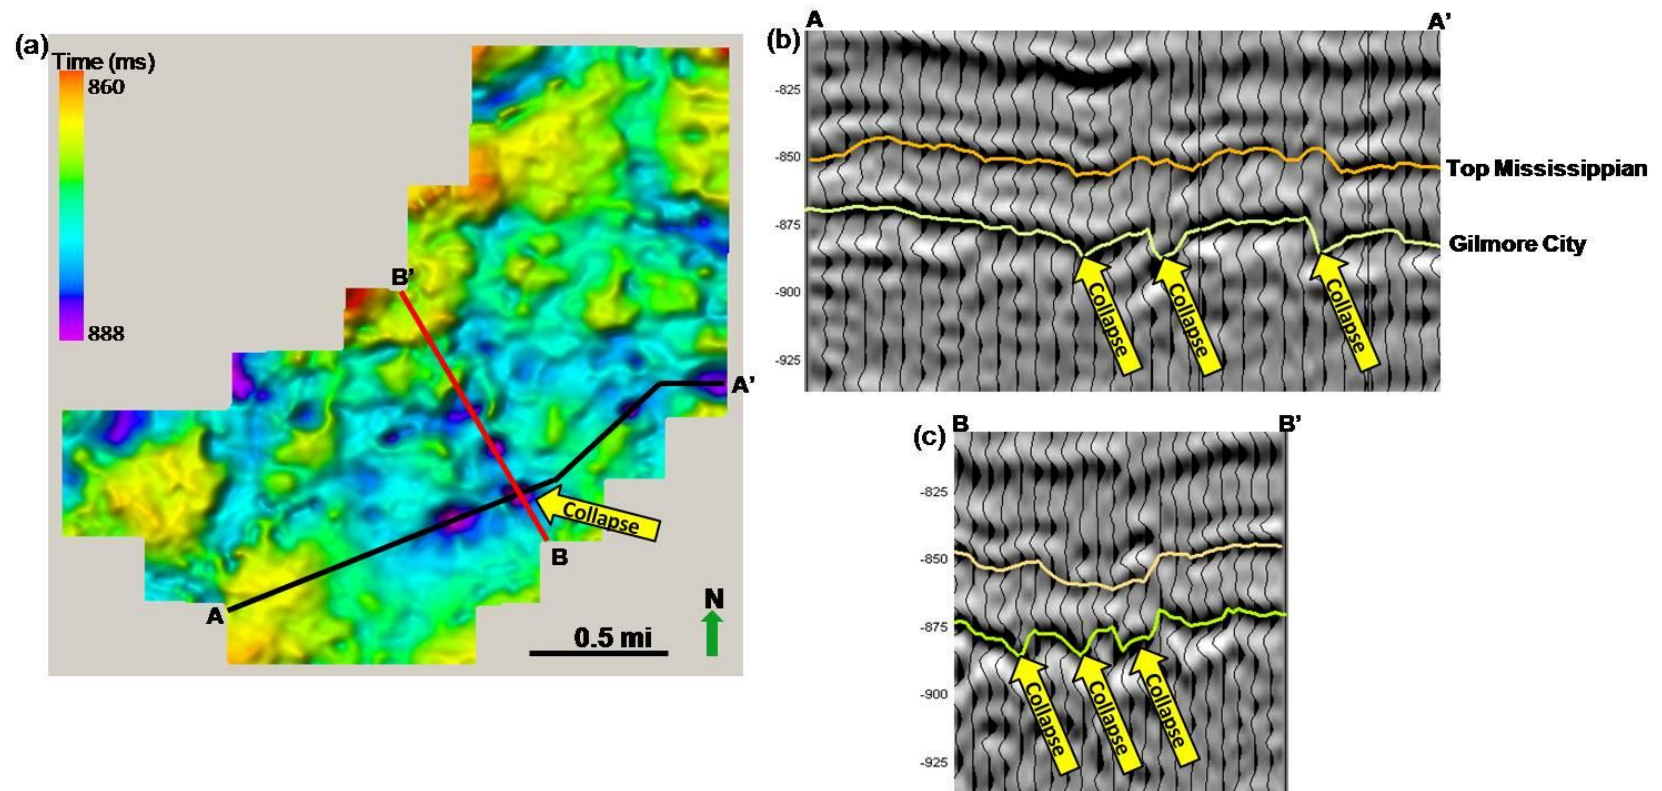 (a)
Time (ms)
860
888
B'
A'
Collapse
B
A
N
0.5 mi
(b)
A
A'
-825
-850
-875
-900
-925
Top Mississippian
Gilmore City
Collapse
Collapse
Collapse
(c)
B
B'
-825
-850
-875
-900
-925
Collapse
Collapse
Collapse